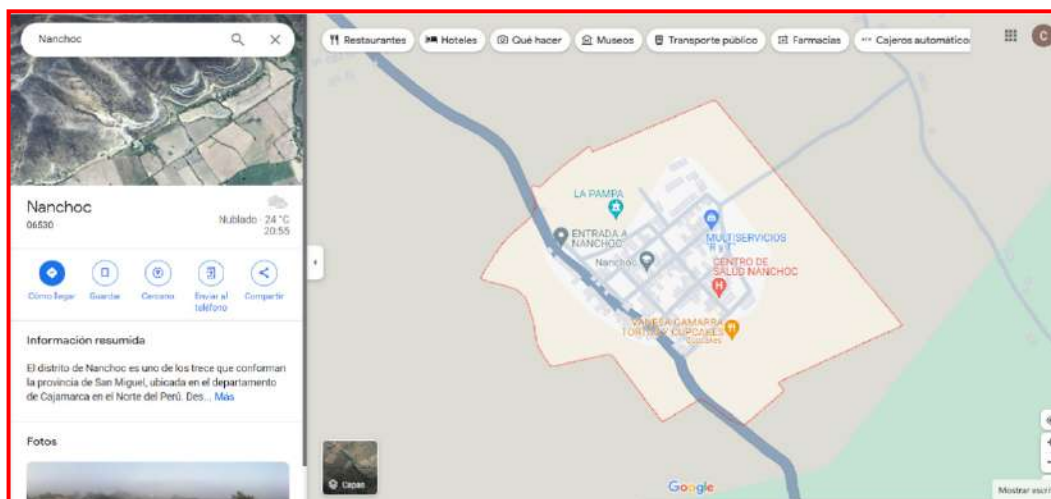 Nanchoc
Restaurantes
Hoteles
Qué hacer
Museos
Transporte público
Farmacias
Cajeros automático
C
Nanchoc
06530
Nublado · 24 °C
20:55
Cómo llegar
Guardar
Cercano
Enviar al
teléfono
Compartir
Información resumida
El distrito de Nanchoc es uno de los trece que conforman
la provincia de San Miguel, ubicada en el departamento
de Cajamarca en el Norte del Perú. Des... Más
Fotos
LA PAMPA
ENTRADA A
NANCHOC
Nanchoc
MULTISERVICIOS
CENTRO DE
SALUD NANCHOC
H
VANESA GAMARRA
TORTAS Y CUPCAKES
Capas
Google
Mostrar escri